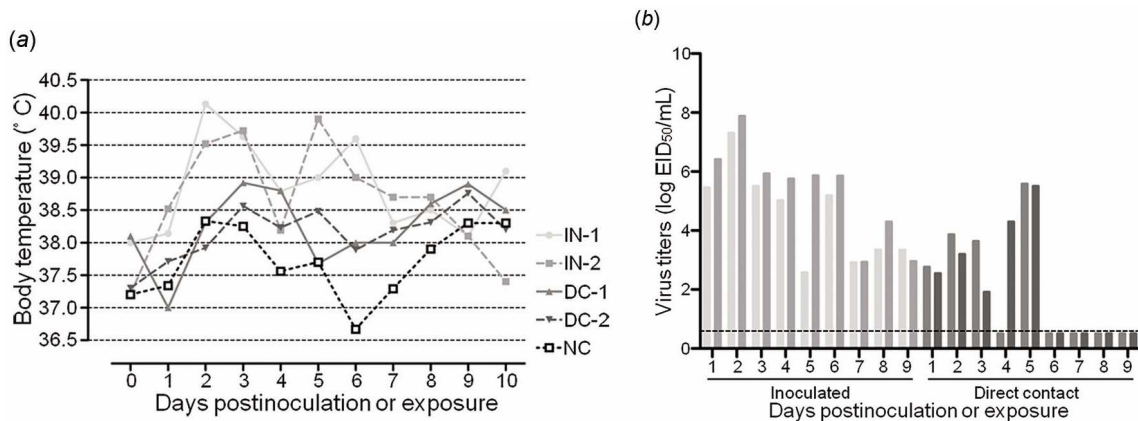 (a)
Body temperature (˚ C)
40.5
40.0
39.5
39.0
38.5
38.0
37.5
37.0
36.5
0 1 2 3 4 5 6 7 8 9 10
Days postinoculation or exposure
IN-1
IN-2
DC-1
DC-2
NC
(b)
Virus titers (log EID50/mL)
10
8
6
4
2
0
1 2 3 4 5 6 7 8 9 1 2 3 4 5 6 7 8 9
Inoculated Direct contact
Days postinoculation or exposure